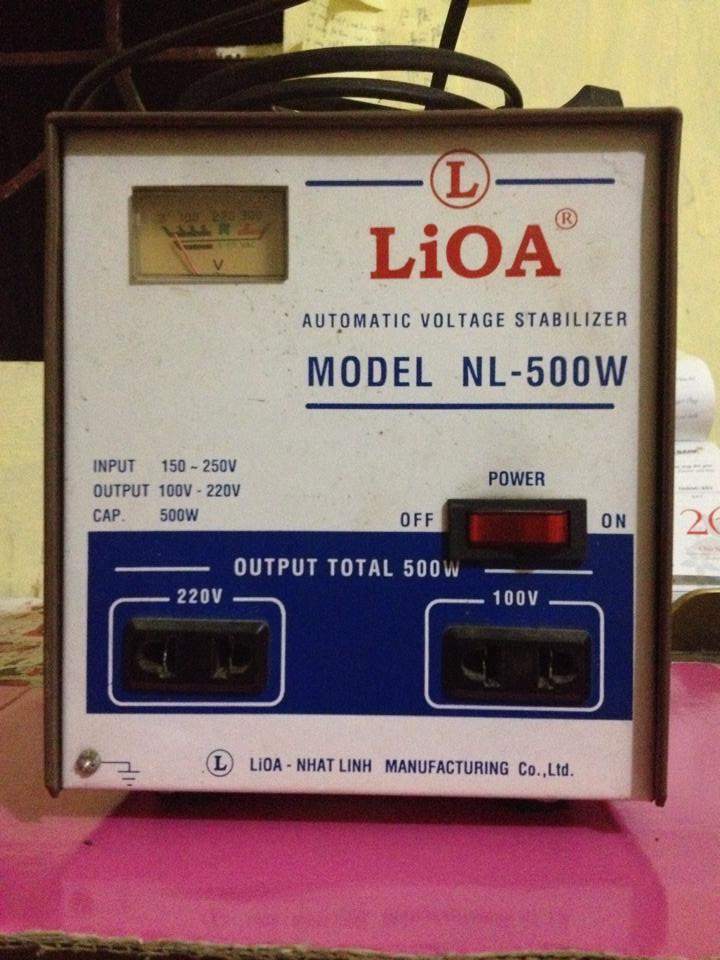 L
LiOA®
AUTOMATIC VOLTAGE STABILIZER
MODEL NL-500W
INPUT 150 ~ 250V
OUTPUT 100V - 220V
CAP. 500W
POWER
OFF ON
OUTPUT TOTAL 500W
220V 100V
L LiOA - NHAT LINH MANUFACTURING Co.,Ltd.
V